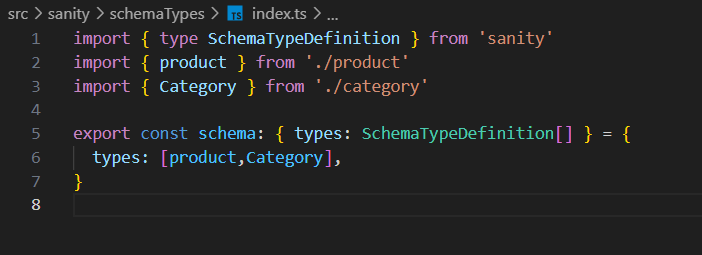 src > sanity > schemaTypes > TS index.ts > ...
1 import { type SchemaTypeDefinition } from 'sanity'
2 import { product } from './product'
3 import { Category } from './category'
4
5 export const schema: { types: SchemaTypeDefinition[] } = {
6   types: [product,Category],
7 }
8